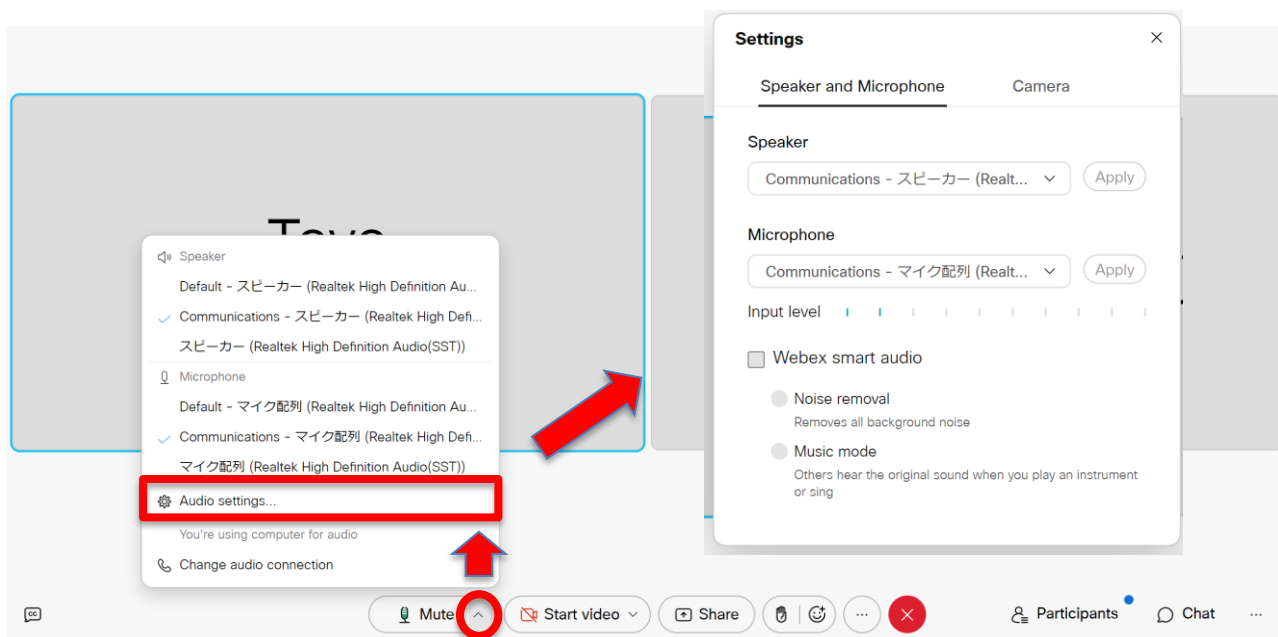 Settings
Speaker and Microphone
Camera
Speaker
Communications - スピーカー (Realt...
Apply
Microphone
Communications - マイク配列 (Realt...
Apply
Input level
Webex smart audio
Noise removal
Removes all background noise
Music mode
Others hear the original sound when you play an instrument
or sing
Speaker
Default - スピーカー (Realtek High Definition Au...
Communications - スピーカー (Realtek High Defi...
スピーカー (Realtek High Definition Audio(SST))
Microphone
Default - マイク配列 (Realtek High Definition Au...
Communications - マイク配列 (Realtek High Defi...
マイク配列 (Realtek High Definition Audio(SST))
Audio settings...
You're using computer for audio
Change audio connection
CC
Mute
Start video
Share
Participants
Chat